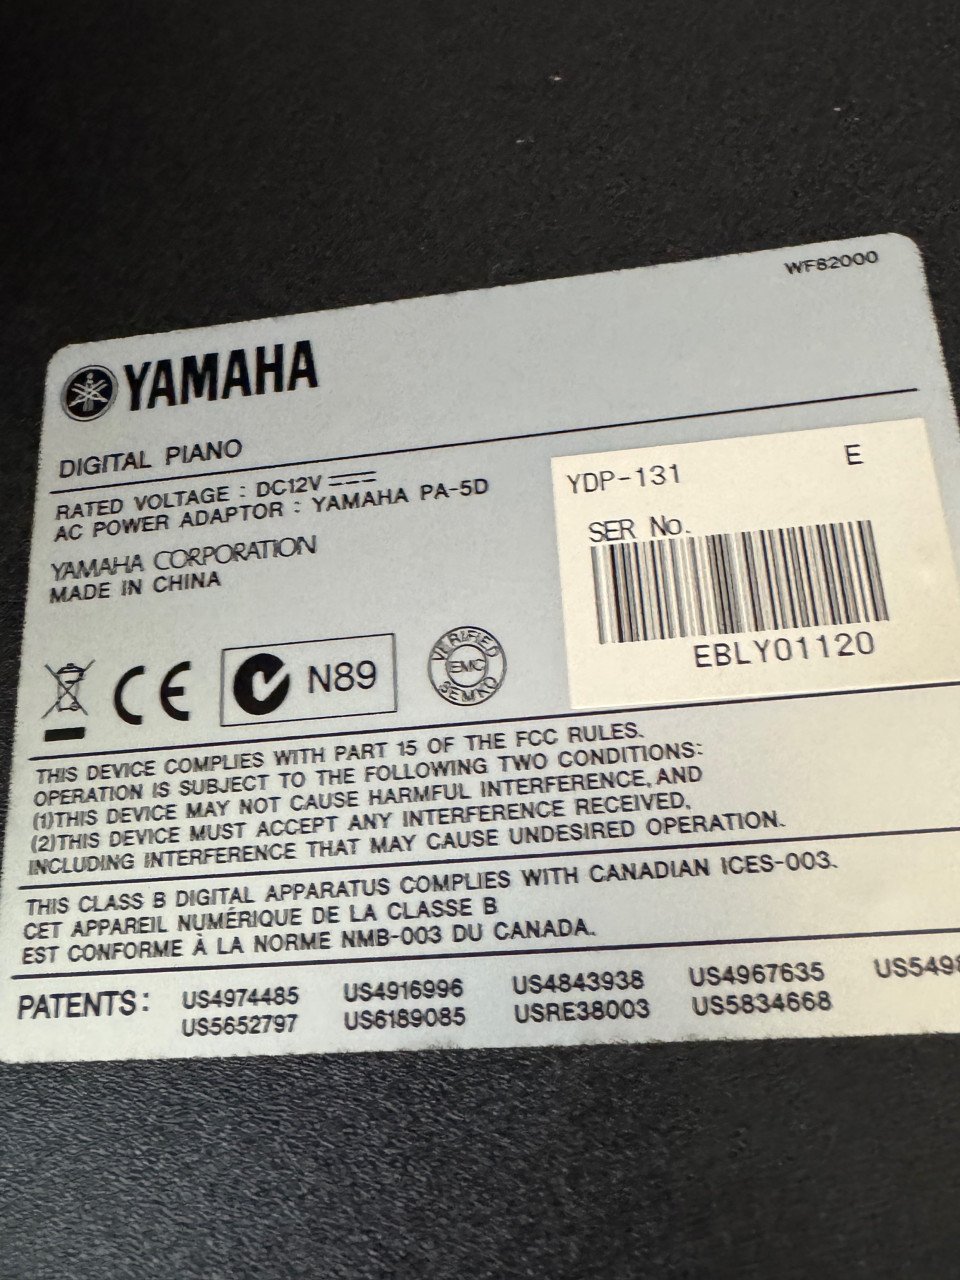 WF62000
YAMAHA
DIGITAL PIANO
RATED VOLTAGE : DC12V
AC POWER ADAPTOR : YAMAHA PA-5D
YAMAHA CORPORATION
MADE IN CHINA
YDP-131 E
SER No.
EBLY01120
CE
N89
VERIFIED
EMC
SEMKO
THIS DEVICE COMPLIES WITH PART 15 OF THE FCC RULES.
OPERATION IS SUBJECT TO THE FOLLOWING TWO CONDITIONS:
(1)THIS DEVICE MAY NOT CAUSE HARMFUL INTERFERENCE, AND
(2)THIS DEVICE MUST ACCEPT ANY INTERFERENCE RECEIVED,
INCLUDING INTERFERENCE THAT MAY CAUSE UNDESIRED OPERATION.
THIS CLASS B DIGITAL APPARATUS COMPLIES WITH CANADIAN ICES-003.
CET APPAREIL NUMÉRIQUE DE LA CLASSE B
EST CONFORME À LA NORME NMB-003 DU CANADA.
PATENTS: US4974485 US4916996 US4843938 US4967635 US5498
US5652797 US6189085 USRE38003 US5834668